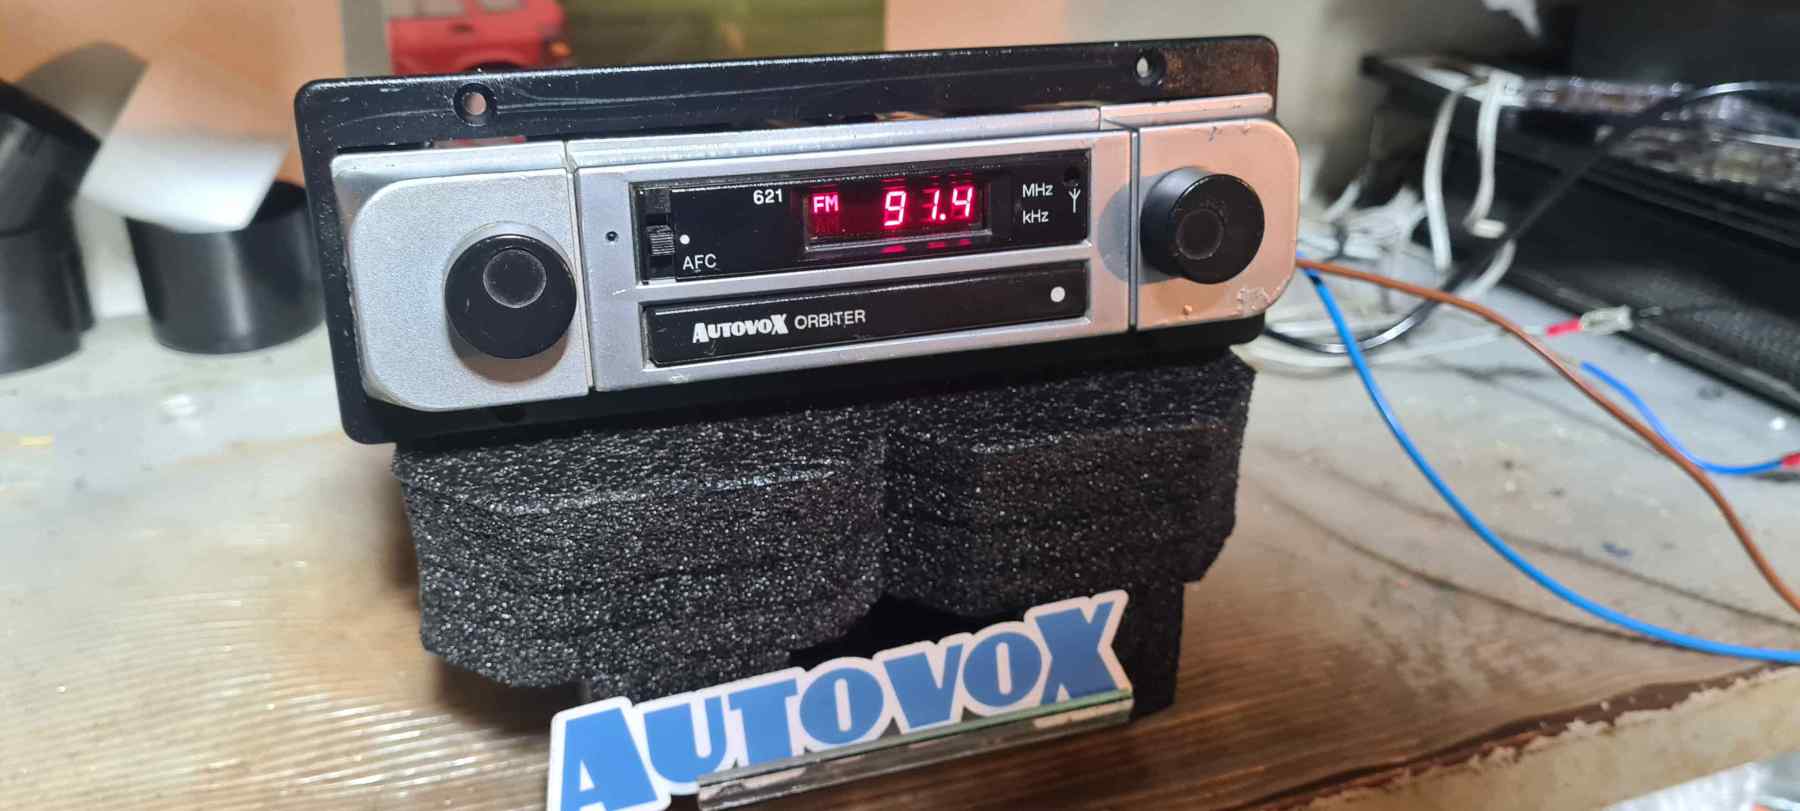 621
FM
91.4
MHz
kHz
AFC
AUTOVOX ORBITER
AUTOVOX